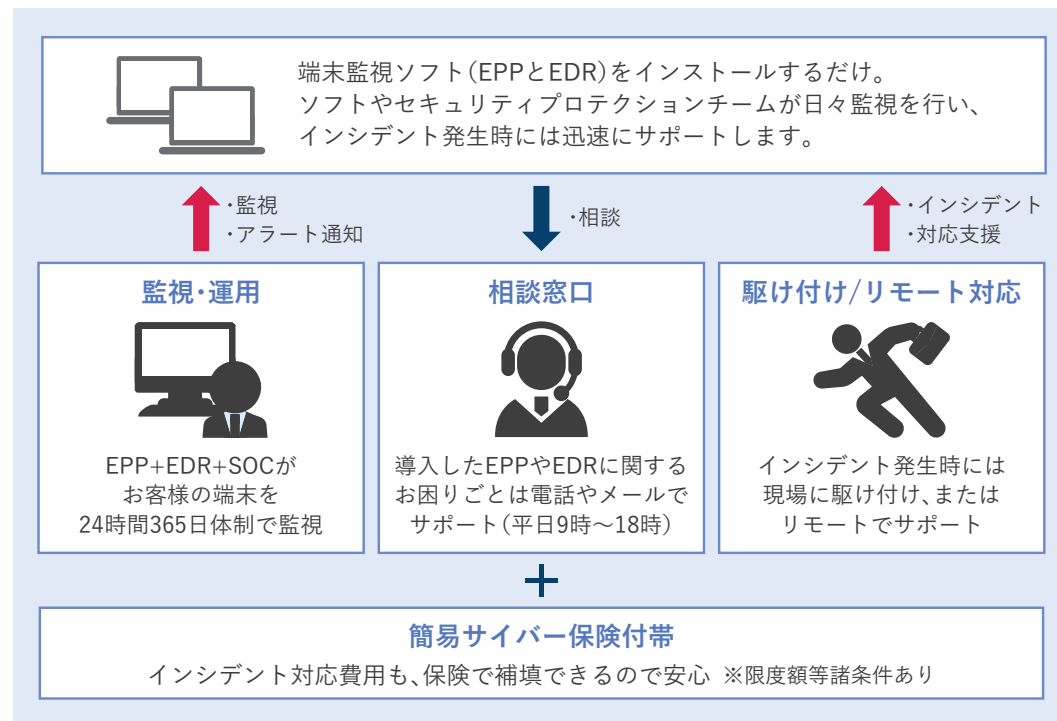 端末監視ソフト(EPPとEDR)をインストールするだけ。
ソフトやセキュリティプロテクションチームが日々監視を行い、
インシデント発生時には迅速にサポートします。
・監視
・アラート通知
・相談
・インシデント
・対応支援
監視・運用
EPP+EDR+SOCが
お客様の端末を
24時間365日体制で監視
相談窓口
導入したEPPやEDRに関する
お困りごとは電話やメールで
サポート(平日9時〜18時)
駆け付け/リモート対応
インシデント発生時には
現場に駆け付け、または
リモートでサポート
+
簡易サイバー保険付帯
インシデント対応費用も、保険で補填できるので安心 ※限度額等諸条件あり